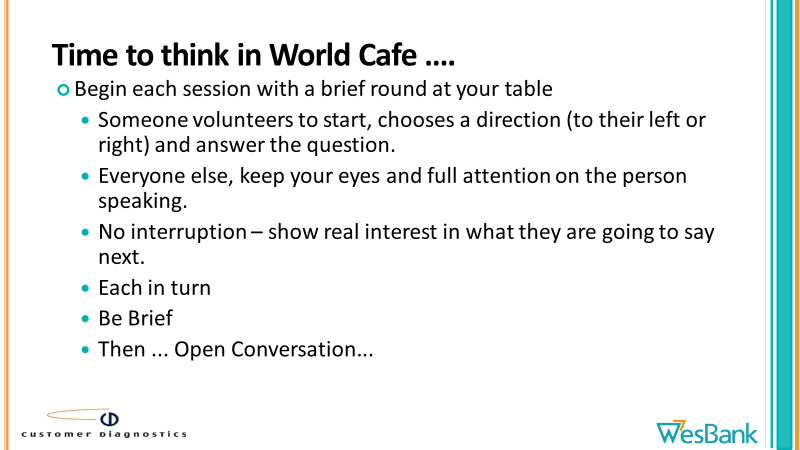 Time to think in World Cafe ....
Begin each session with a brief round at your table
Someone volunteers to start, chooses a direction (to their left or
right) and answer the question.
Everyone else, keep your eyes and full attention on the person
speaking.
No interruption – show real interest in what they are going to say
next.
Each in turn
Be Brief
Then ... Open Conversation...
CD
CUSTOMER DIAGNOSTICS
WesBank